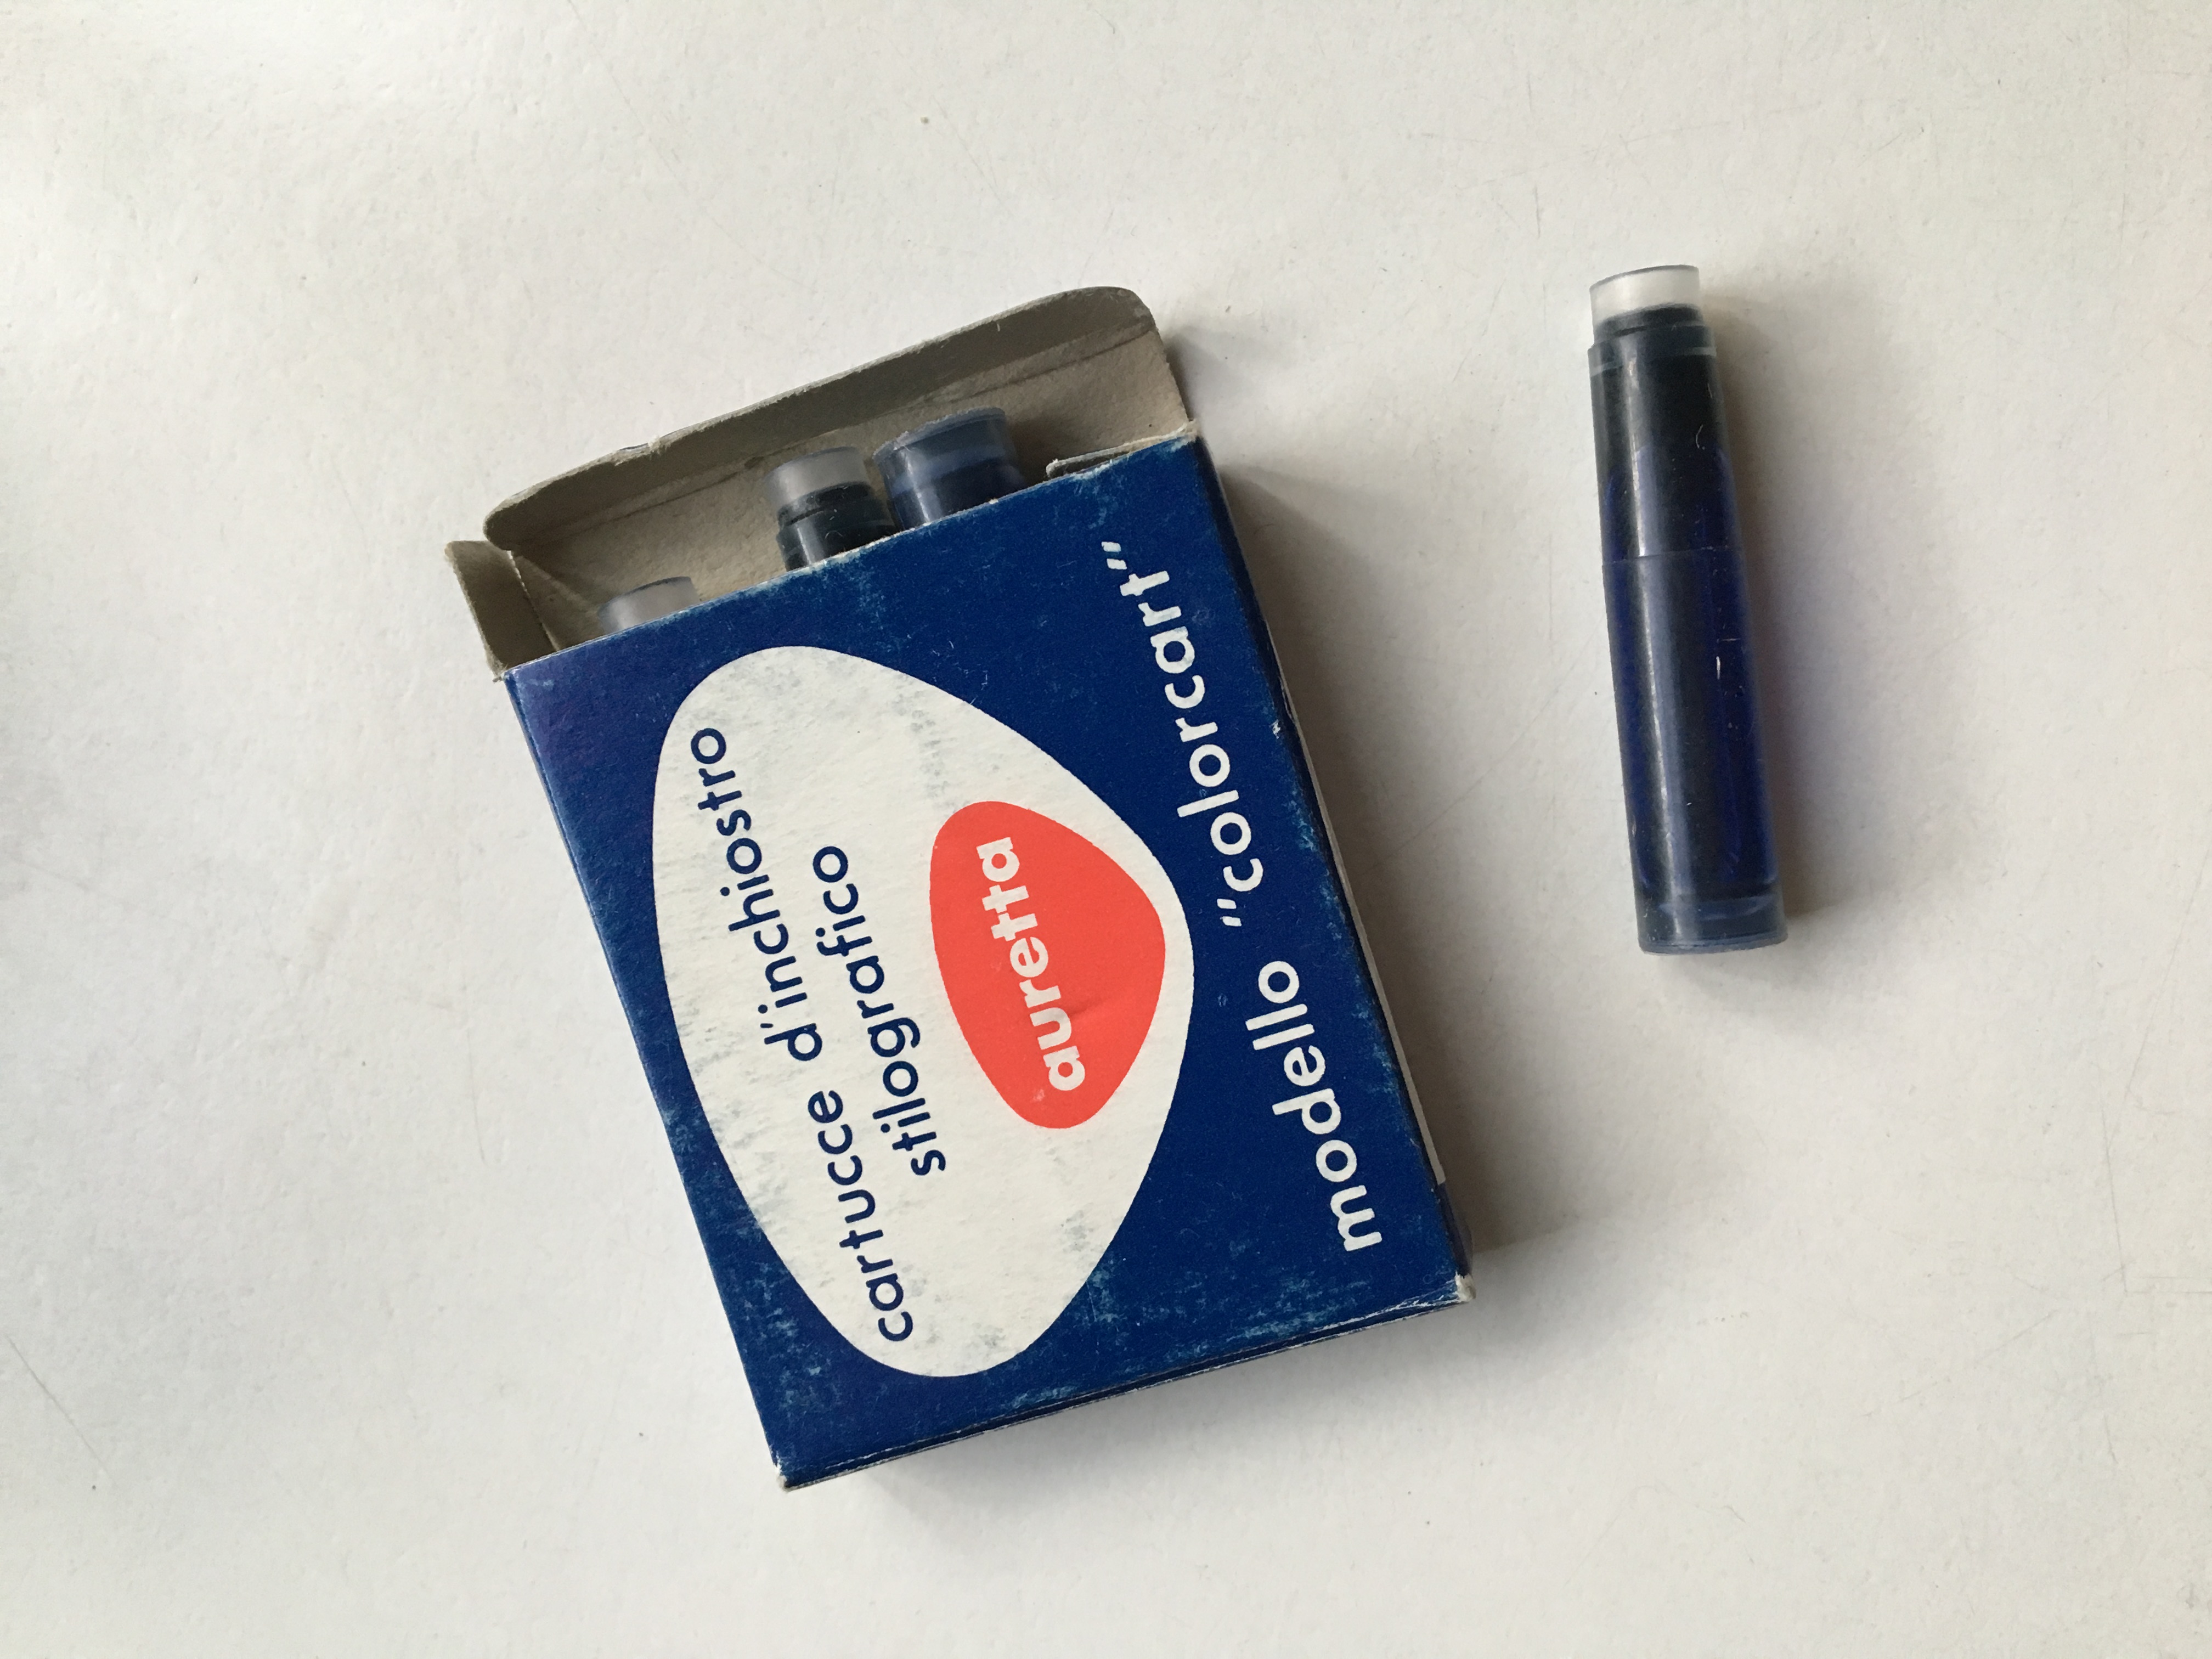 cartucce d'inchiostro
stilografico
auretta
modello "colorcart"